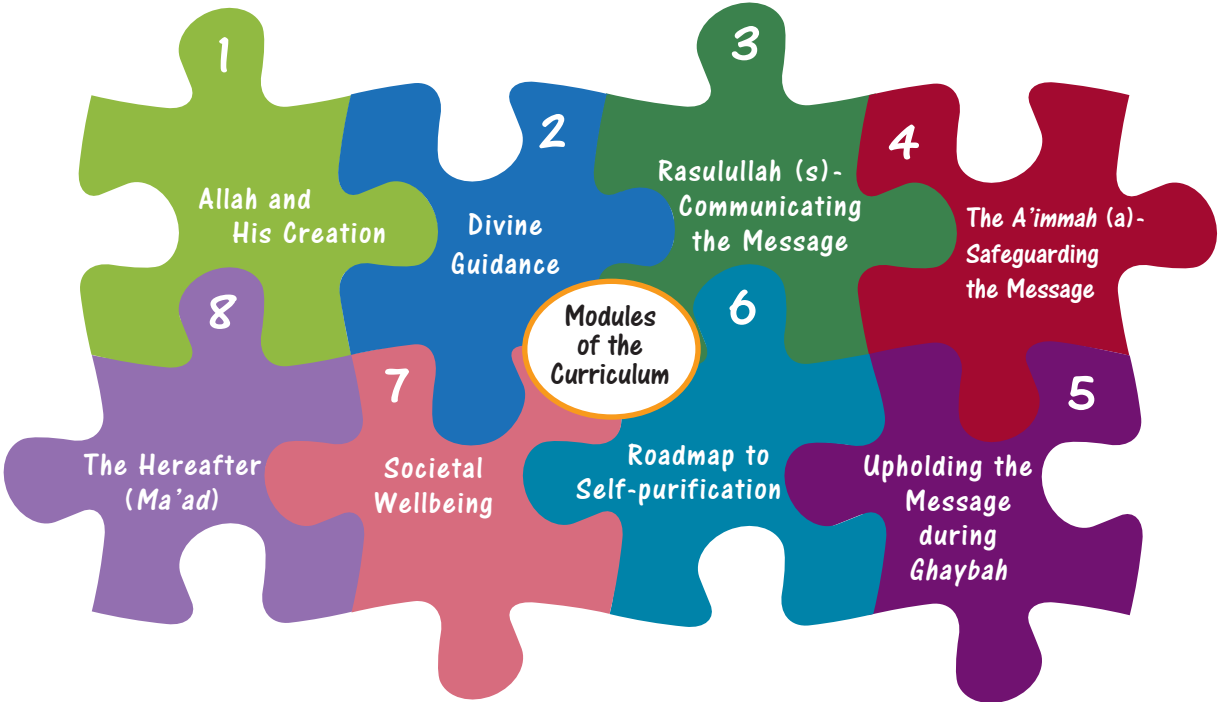 1
Allah and
His Creation
2
Divine
Guidance
3
Rasulullah (s)-
Communicating
the Message
4
The A’immah (a)-
Safeguarding
the Message
Modules
of the
Curriculum
8
The Hereafter
(Ma’ad)
7
Societal
Wellbeing
6
Roadmap to
Self-purification
5
Upholding the
Message
during
Ghaybah